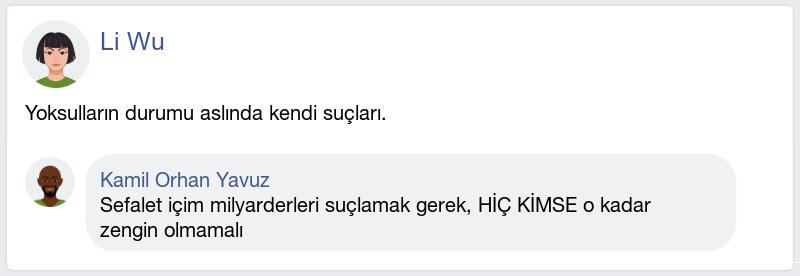 Li Wu
Yoksulların durumu aslında kendi suçları.
Kamil Orhan Yavuz
Sefalet içim milyarderleri suçlamak gerek, HİÇ KİMSE o kadar
zengin olmamalı